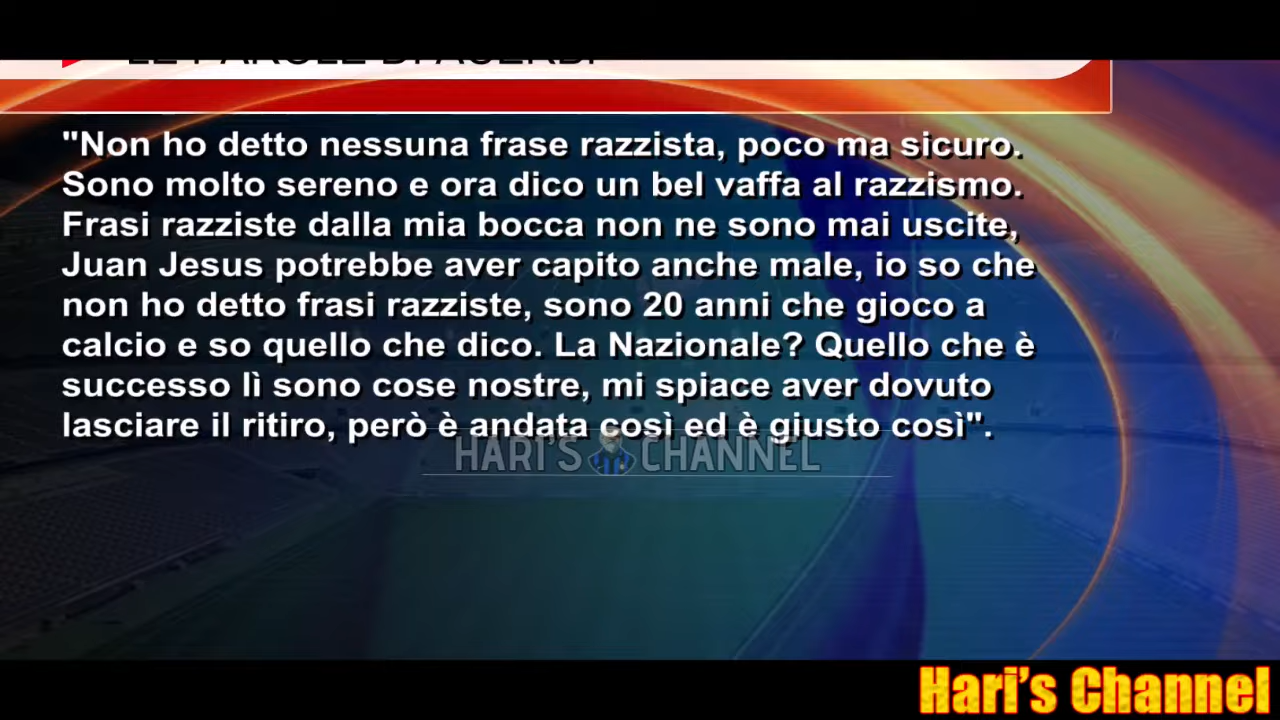 LE PAROLE DI ACERBI
"Non ho detto nessuna frase razzista, poco ma sicuro.
Sono molto sereno e ora dico un bel vaffa al razzismo.
Frasi razziste dalla mia bocca non ne sono mai uscite,
Juan Jesus potrebbe aver capito anche male, io so che
non ho detto frasi razziste, sono 20 anni che gioco a
calcio e so quello che dico. La Nazionale? Quello che è
successo lì sono cose nostre, mi spiace aver dovuto
lasciare il ritiro, però è andata così ed è giusto così".
HARI'S CHANNEL
Hari's Channel